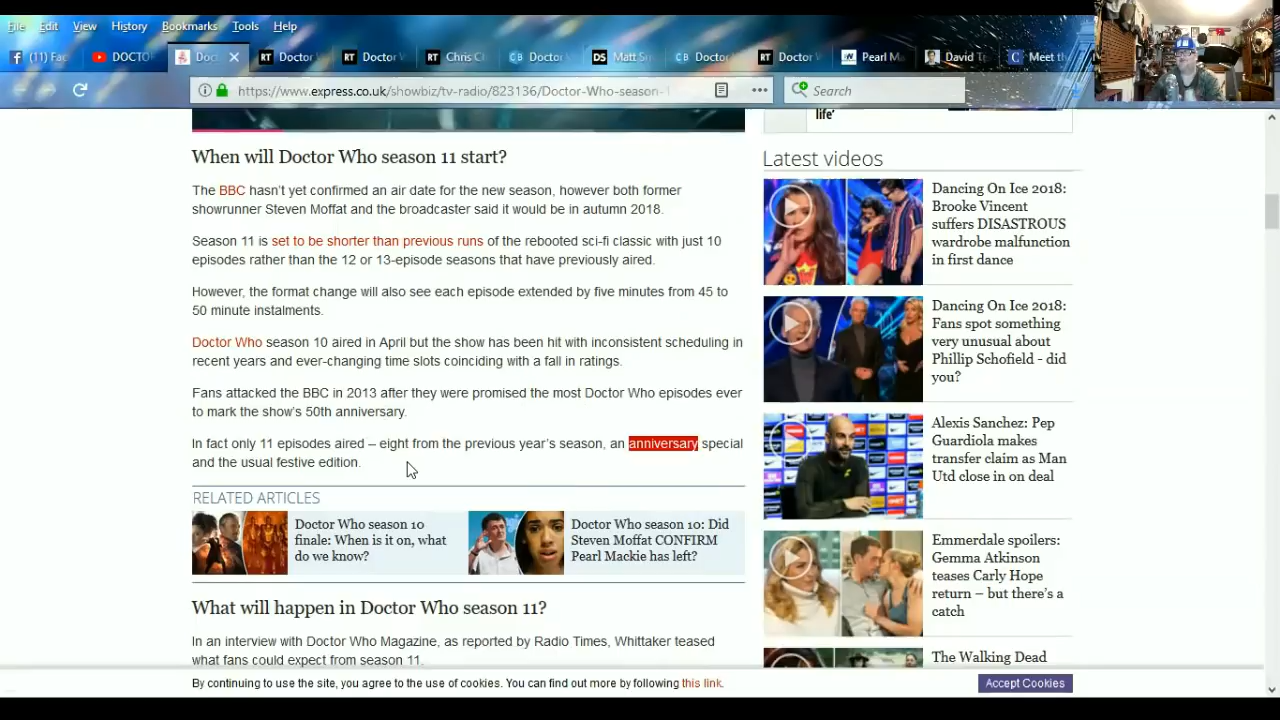 File Edit View History Bookmarks Tools Help
(11) Fac
DOCTO
Doc
RT Doctor
RT Doctor
RT Chris C
CB Doctor
DS Matt Sm
CB Doctor
RT Doctor
Pearl M
David T
Meet th
https://www.express.co.uk/showbiz/tv-radio/823136/Doctor-Who-season-1
Search
life'
When will Doctor Who season 11 start?
The BBC hasn't yet confirmed an air date for the new season, however both former
showrunner Steven Moffat and the broadcaster said it would be in autumn 2018.
Season 11 is set to be shorter than previous runs of the rebooted sci-fi classic with just 10
episodes rather than the 12 or 13-episode seasons that have previously aired.
However, the format change will also see each episode extended by five minutes from 45 to
50 minute instalments.
Doctor Who season 10 aired in April but the show has been hit with inconsistent scheduling in
recent years and ever-changing time slots coinciding with a fall in ratings.
Fans attacked the BBC in 2013 after they were promised the most Doctor Who episodes ever
to mark the show's 50th anniversary.
In fact only 11 episodes aired – eight from the previous year's season, an anniversary special
and the usual festive edition.
RELATED ARTICLES
Doctor Who season 10
finale: When is it on, what
do we know?
Doctor Who season 10: Did
Steven Moffat CONFIRM
Pearl Mackie has left?
What will happen in Doctor Who season 11?
In an interview with Doctor Who Magazine, as reported by Radio Times, Whittaker teased
what fans could expect from season 11.
Latest videos
Dancing On Ice 2018:
Brooke Vincent
suffers DISASTROUS
wardrobe malfunction
in first dance
Dancing On Ice 2018:
Fans spot something
very unusual about
Phillip Schofield - did
you?
Alexis Sanchez: Pep
Guardiola makes
transfer claim as Man
Utd close in on deal
Emmerdale spoilers:
Gemma Atkinson
teases Carly Hope
return – but there's a
catch
The Walking Dead
By continuing to use the site, you agree to the use of cookies. You can find out more by following this link.
Accept Cookies